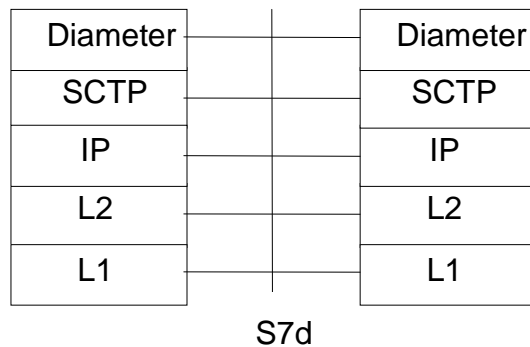 Diameter Diameter
SCTP SCTP
IP IP
L2 L2
L1 L1
S7d